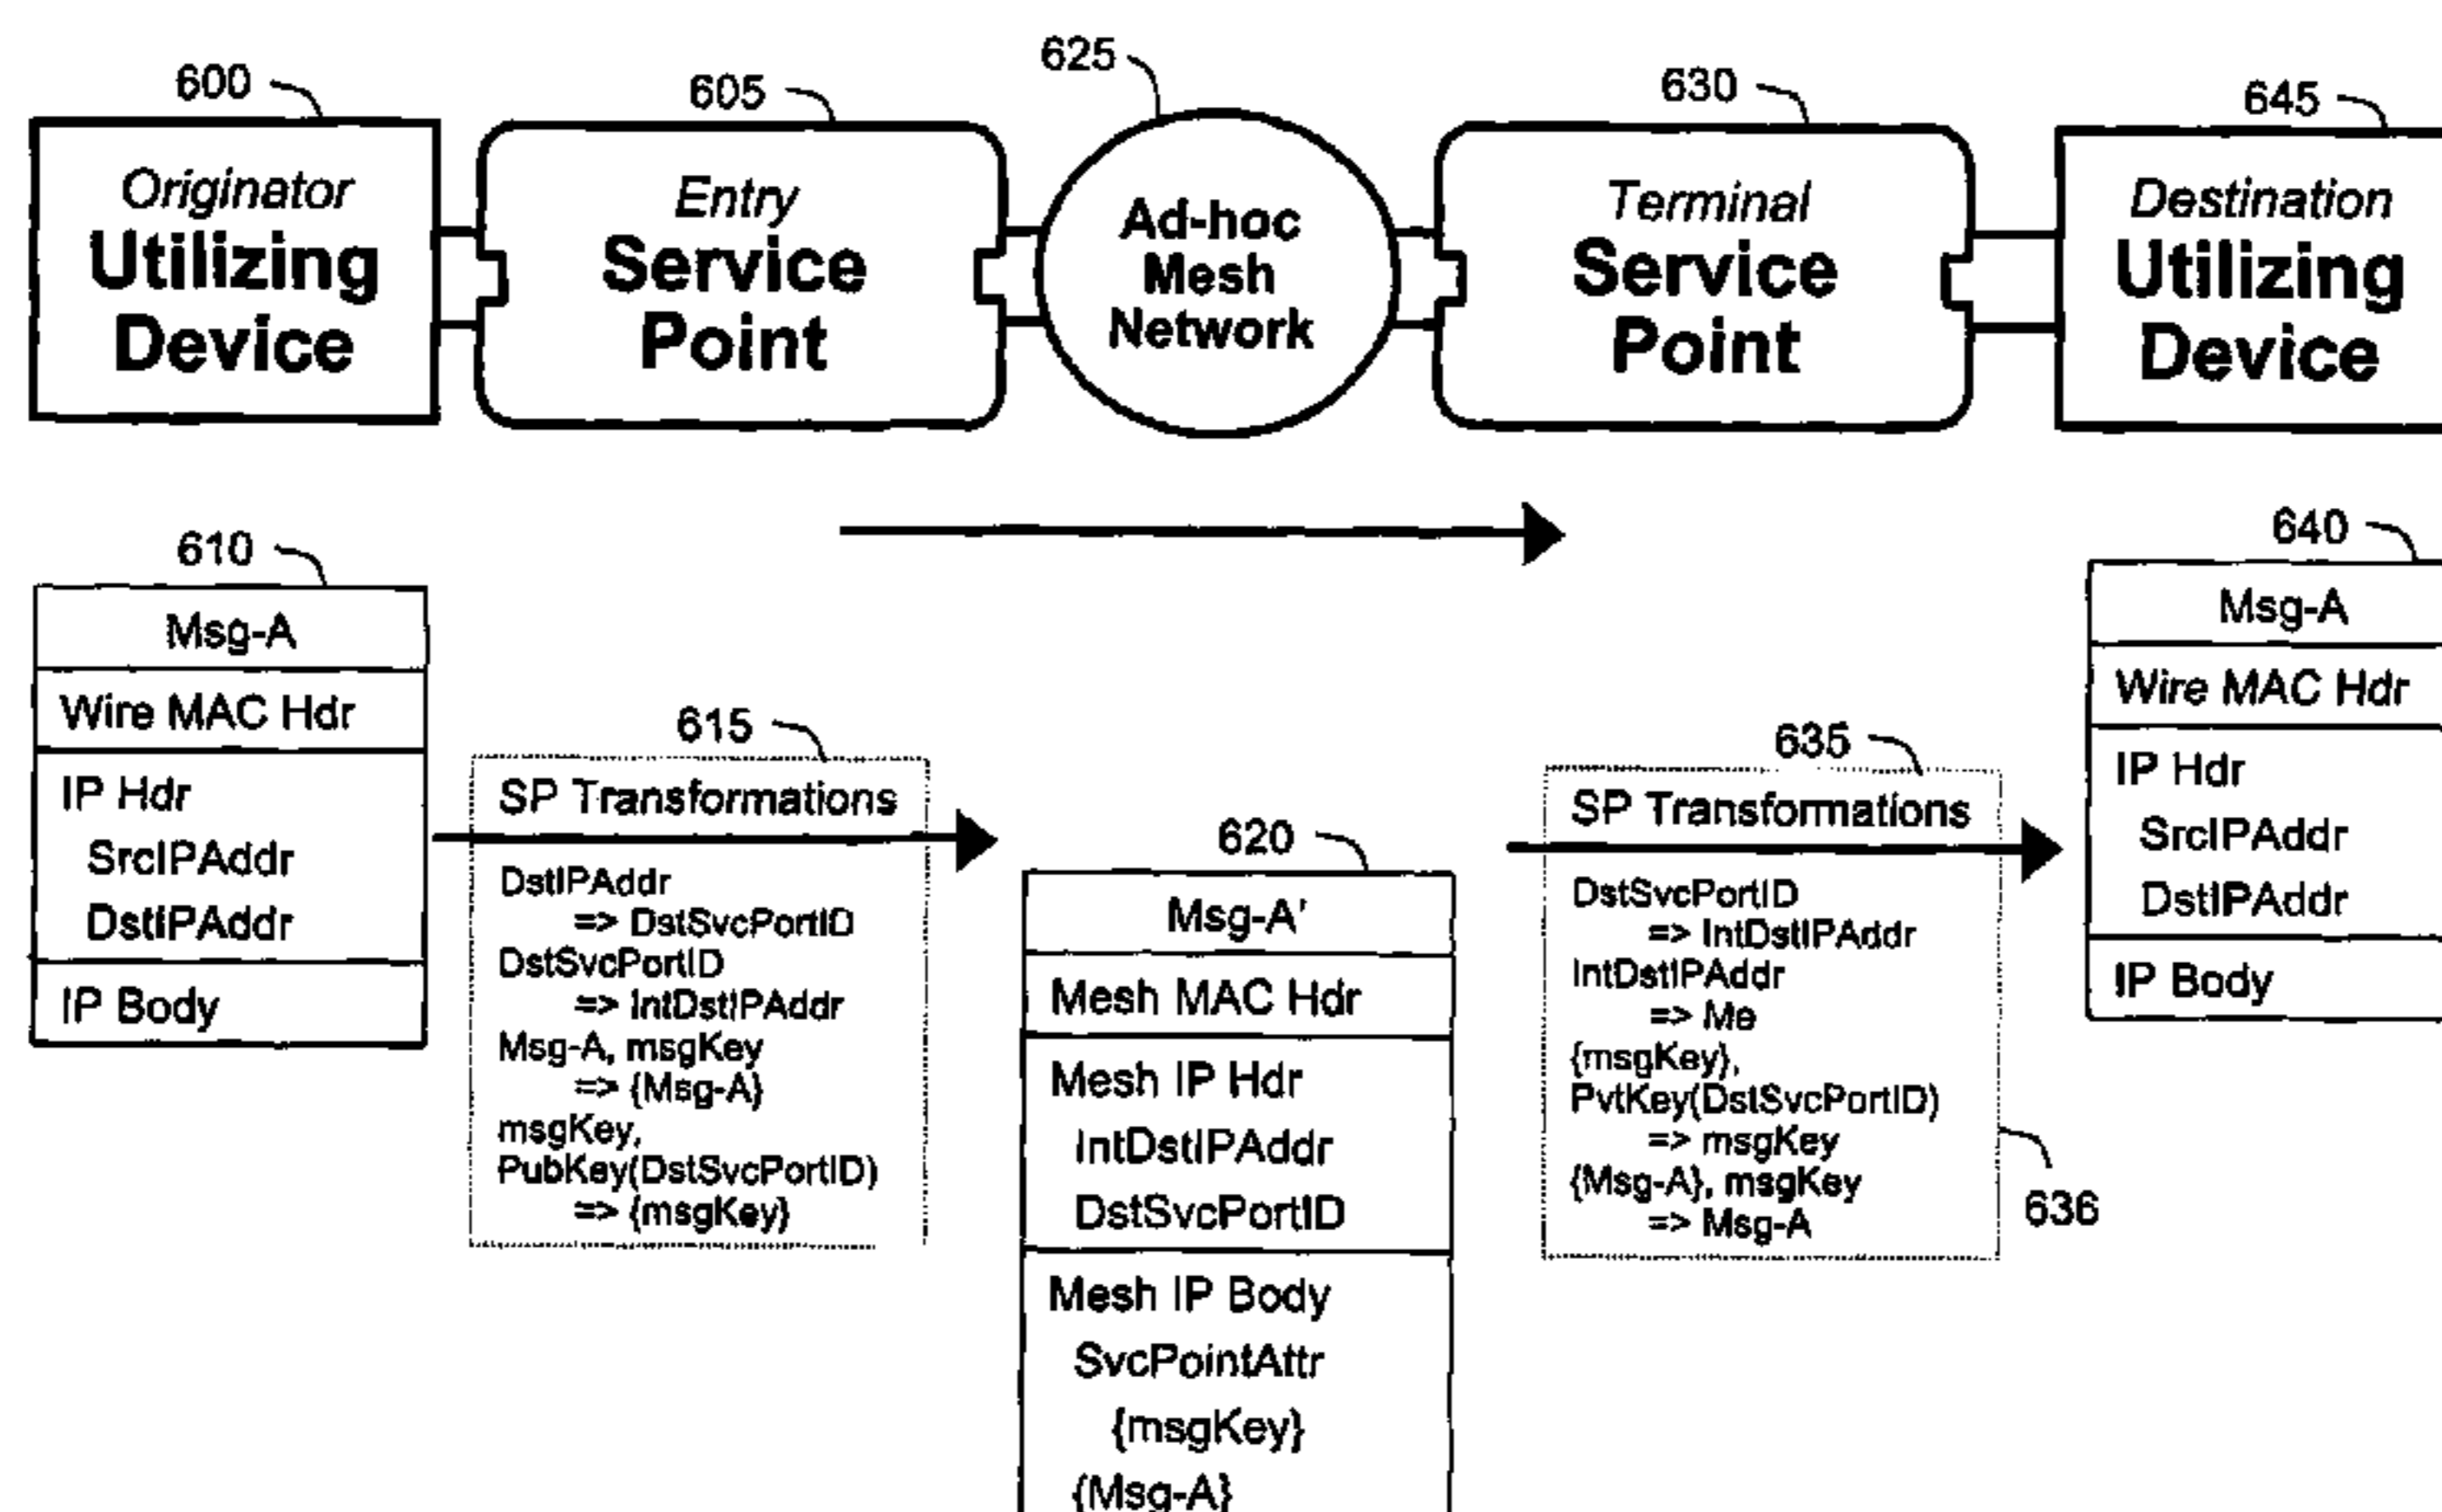 600
605
625
630
645
Originator
Utilizing
Device
Entry
Service
Point
Ad-hoc
Mesh
Network
Terminal
Service
Point
Destination
Utilizing
Device
610
Msg-A
Wire MAC Hdr
IP Hdr
SrcIPAddr
DstIPAddr
IP Body
615
SP Transformations
DstIPAddr
=> DstSvcPortID
DstSvcPortID
=> IntDstIPAddr
Msg-A, msgKey
=> {Msg-A}
msgKey,
PubKey(DstSvcPortID)
=> {msgKey}
620
Msg-A'
Mesh MAC Hdr
Mesh IP Hdr
IntDstIPAddr
DstSvcPortID
Mesh IP Body
SvcPointAttr
{msgKey}
{Msg-A}
635
SP Transformations
DstSvcPortID
=> IntDstIPAddr
IntDstIPAddr
=> Me
{msgKey},
PvtKey(DstSvcPortID)
=> msgKey
{Msg-A}, msgKey
=> Msg-A
636
640
Msg-A
Wire MAC Hdr
IP Hdr
SrcIPAddr
DstIPAddr
IP Body